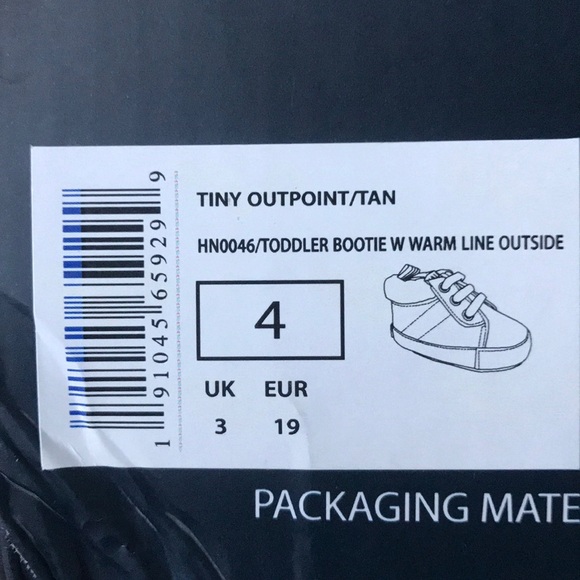 TINY OUTPOINT/TAN
HN0046/TODDLER BOOTIE W WARM LINE OUTSIDE
4
UK EUR
3 19
1 91045 65929 9
PACKAGING MATE